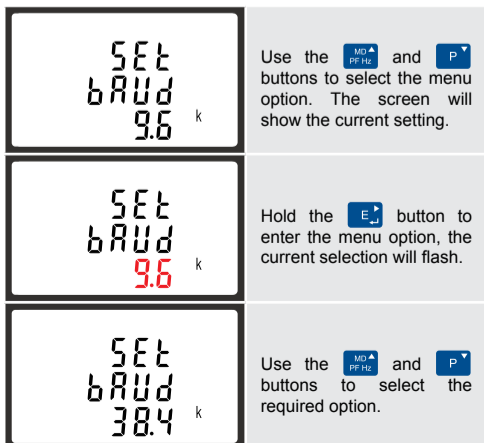 SEt
bAUd
9.6 k
Use the MD PF Hz and P
buttons to select the menu
option. The screen will
show the current setting.
SEt
bAUd
9.6 k
Hold the E button to
enter the menu option, the
current selection will flash.
SEt
bAUd
38.4 k
Use the MD PF Hz and P
buttons to select the
required option.